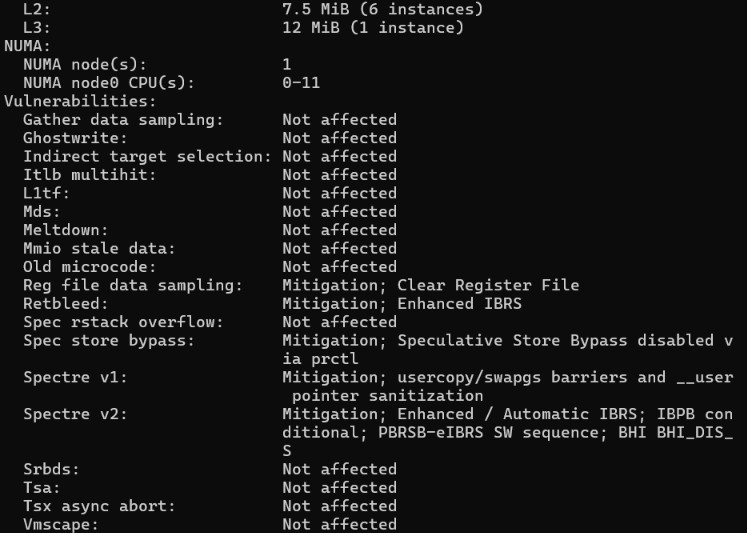 L2: 7.5 MiB (6 instances)
L3: 12 MiB (1 instance)
NUMA:
NUMA node(s): 1
NUMA node0 CPU(s): 0-11
Vulnerabilities:
Gather data sampling: Not affected
Ghostwrite: Not affected
Indirect target selection: Not affected
Itlb multihit: Not affected
L1tf: Not affected
Mds: Not affected
Meltdown: Not affected
Mmio stale data: Not affected
Old microcode: Not affected
Reg file data sampling: Mitigation; Clear Register File
Retbleed: Mitigation; Enhanced IBRS
Spec rstack overflow: Not affected
Spec store bypass: Mitigation; Speculative Store Bypass disabled v
ia prctl
Spectre v1: Mitigation; usercopy/swapgs barriers and __user
pointer sanitization
Spectre v2: Mitigation; Enhanced / Automatic IBRS; IBPB con
ditional; PBRSB-eIBRS SW sequence; BHI BHI_DIS_
S
Srbds: Not affected
Tsa: Not affected
Tsx async abort: Not affected
Vmscape: Not affected